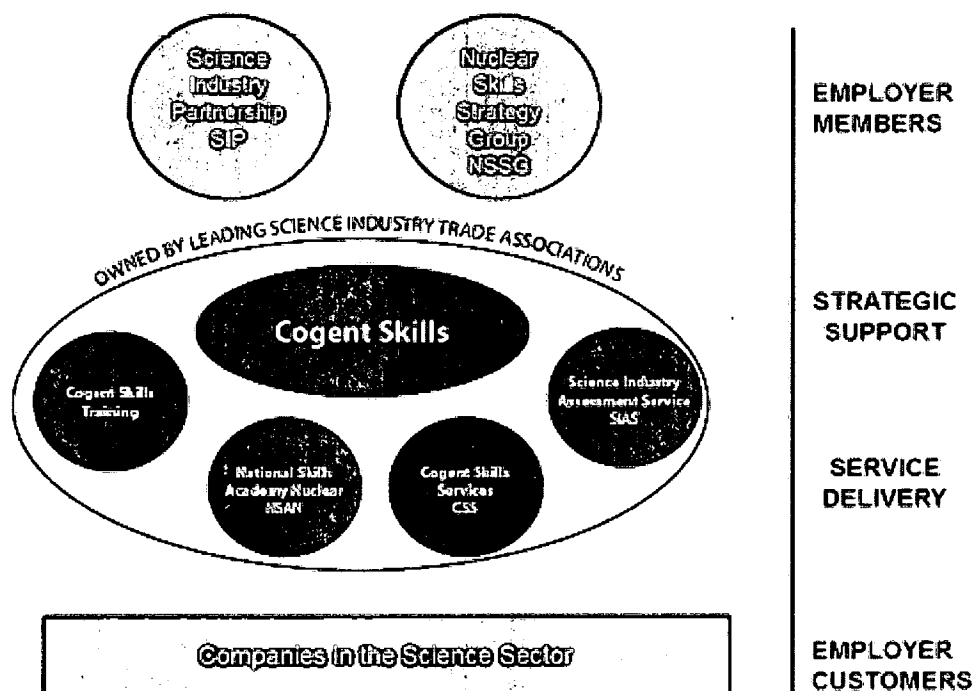 Science
Industry
Partnership
SIP
Nuclear
Skills
Strategy
Group
NSSG
EMPLOYER
MEMBERS
OWNED BY LEADING SCIENCE INDUSTRY TRADE ASSOCIATIONS
Cogent Skills
STRATEGIC
SUPPORT
Cogent Skills
Training
Science Industry
Assessment Service
SIAS
National Skills
Academy Nuclear
NSAN
Cogent Skills
Services
CSS
SERVICE
DELIVERY
Companies in the Science Sector
EMPLOYER
CUSTOMERS